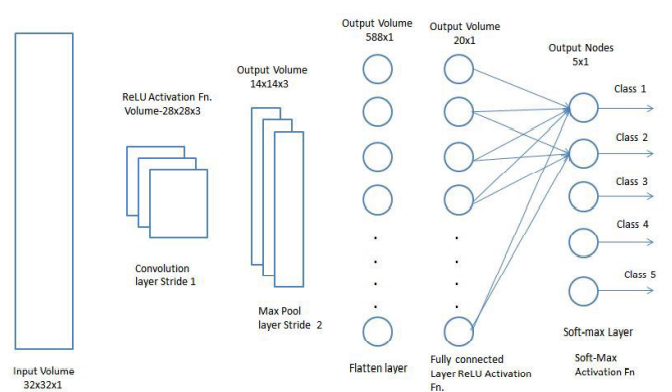 Output Volume
588x1
Output Volume
20x1
Output Nodes
5x1
Output Volume
14x14x3
ReLU Activation Fn.
Volume-28x28x3
Class 1
Class 2
Class 3
Class 4
Class 5
Convolution
layer Stride 1
Max Pool
layer Stride 2
Soft-max Layer
Flatten layer
Fully connected
Layer ReLU Activation
Fn.
Soft-Max
Activation Fn
Input Volume
32x32x1